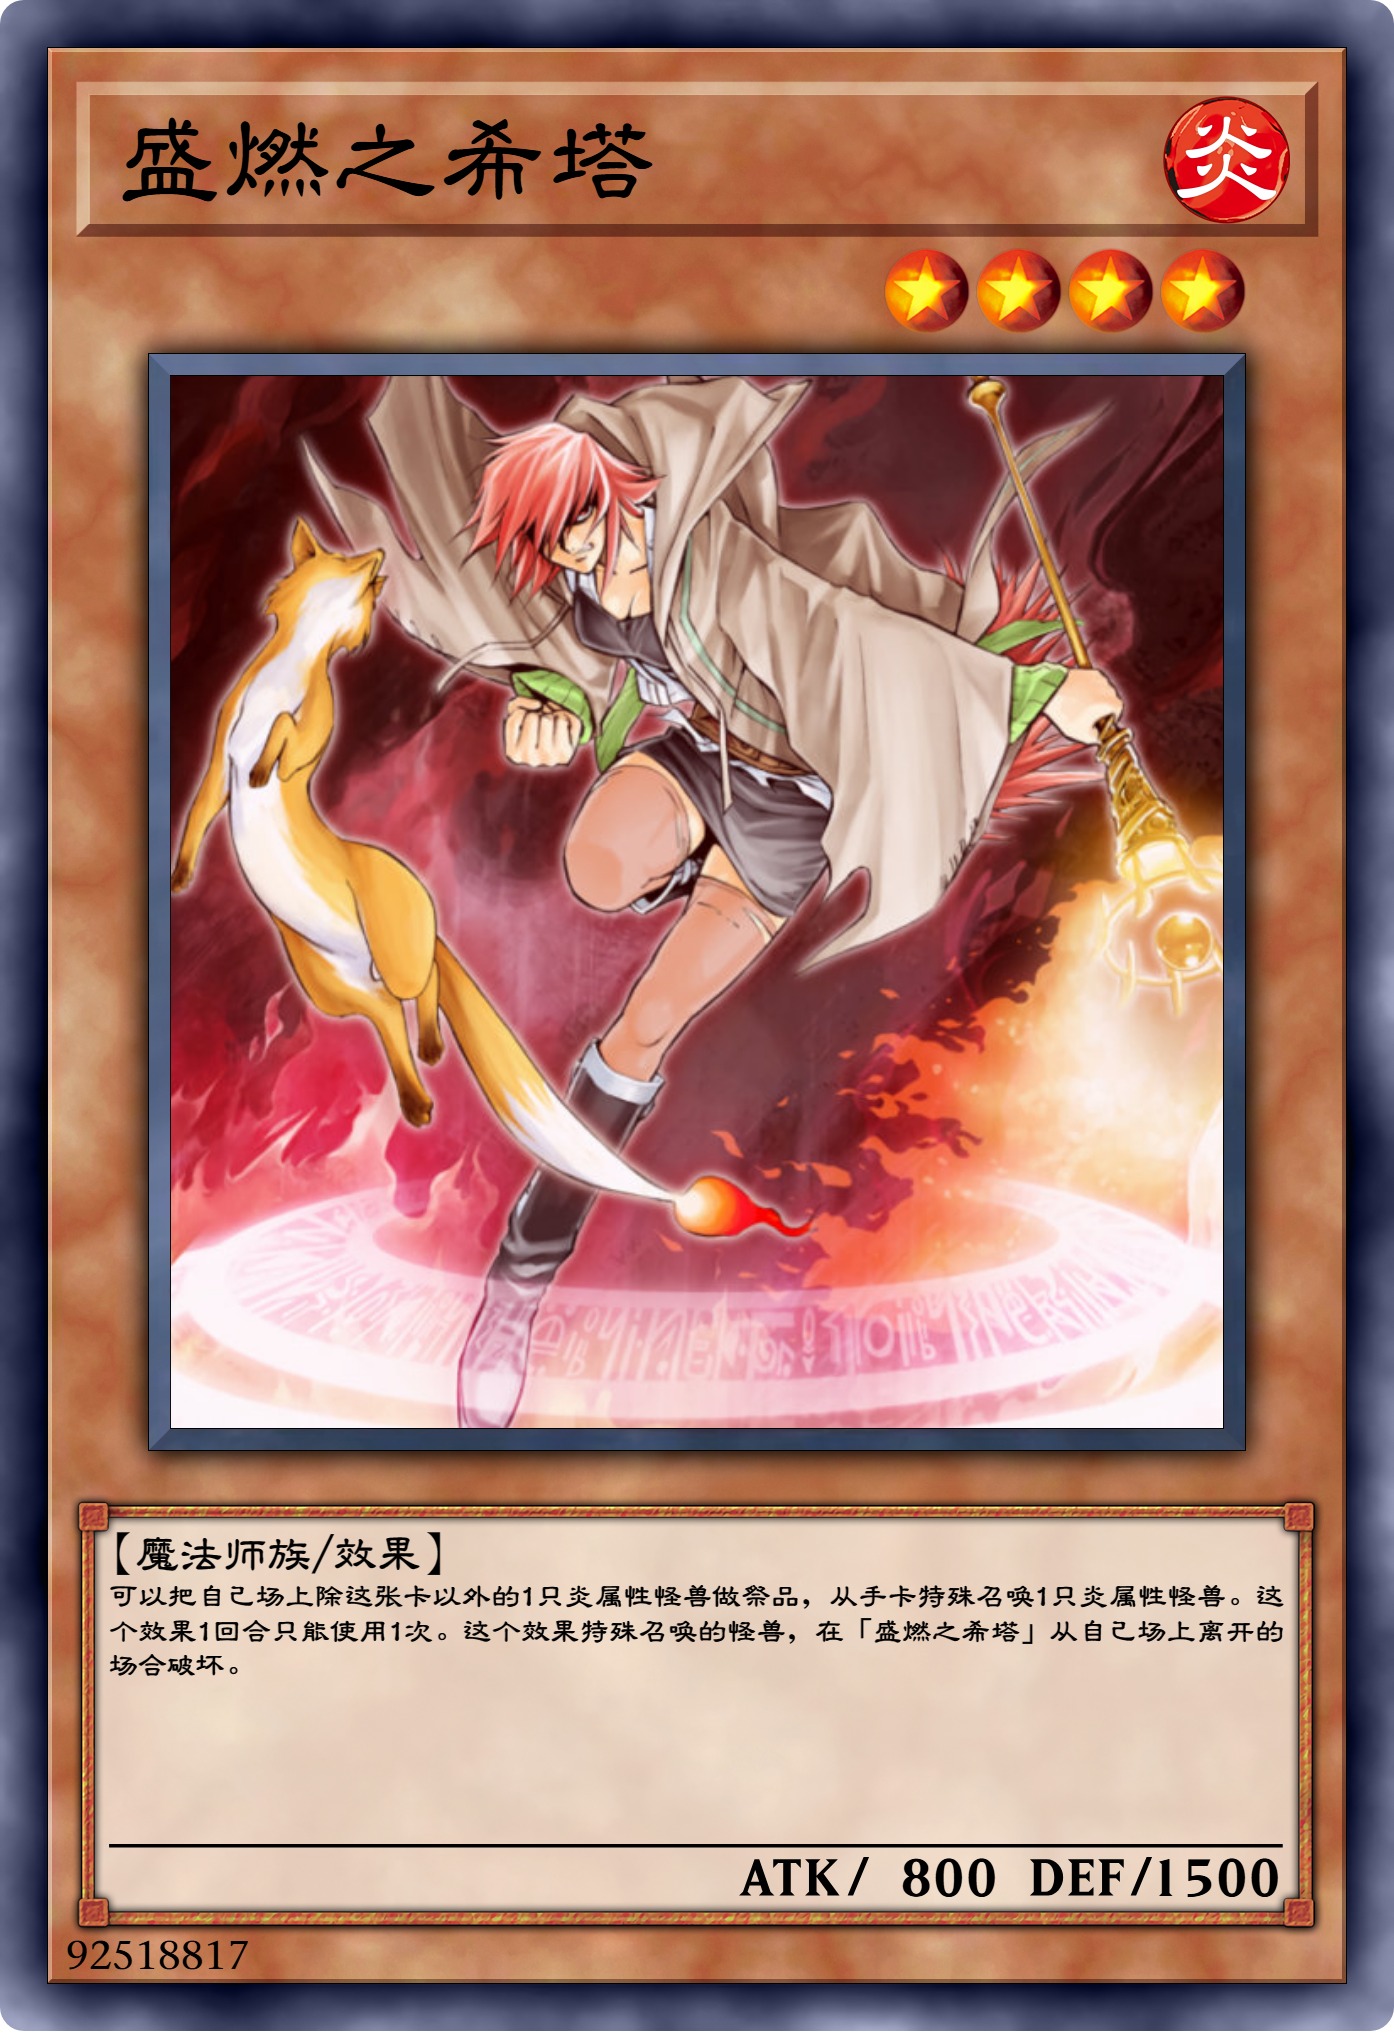 盛燃之希塔
炎
【魔法师族/效果】
可以把自己场上除这张卡以外的1只炎属性怪兽做祭品，从手卡特殊召唤1只炎属性怪兽。这
个效果1回合只能使用1次。这个效果特殊召唤的怪兽，在「盛燃之希塔」从自己场上离开的
场合破坏。
ATK/ 800 DEF/1500
92518817